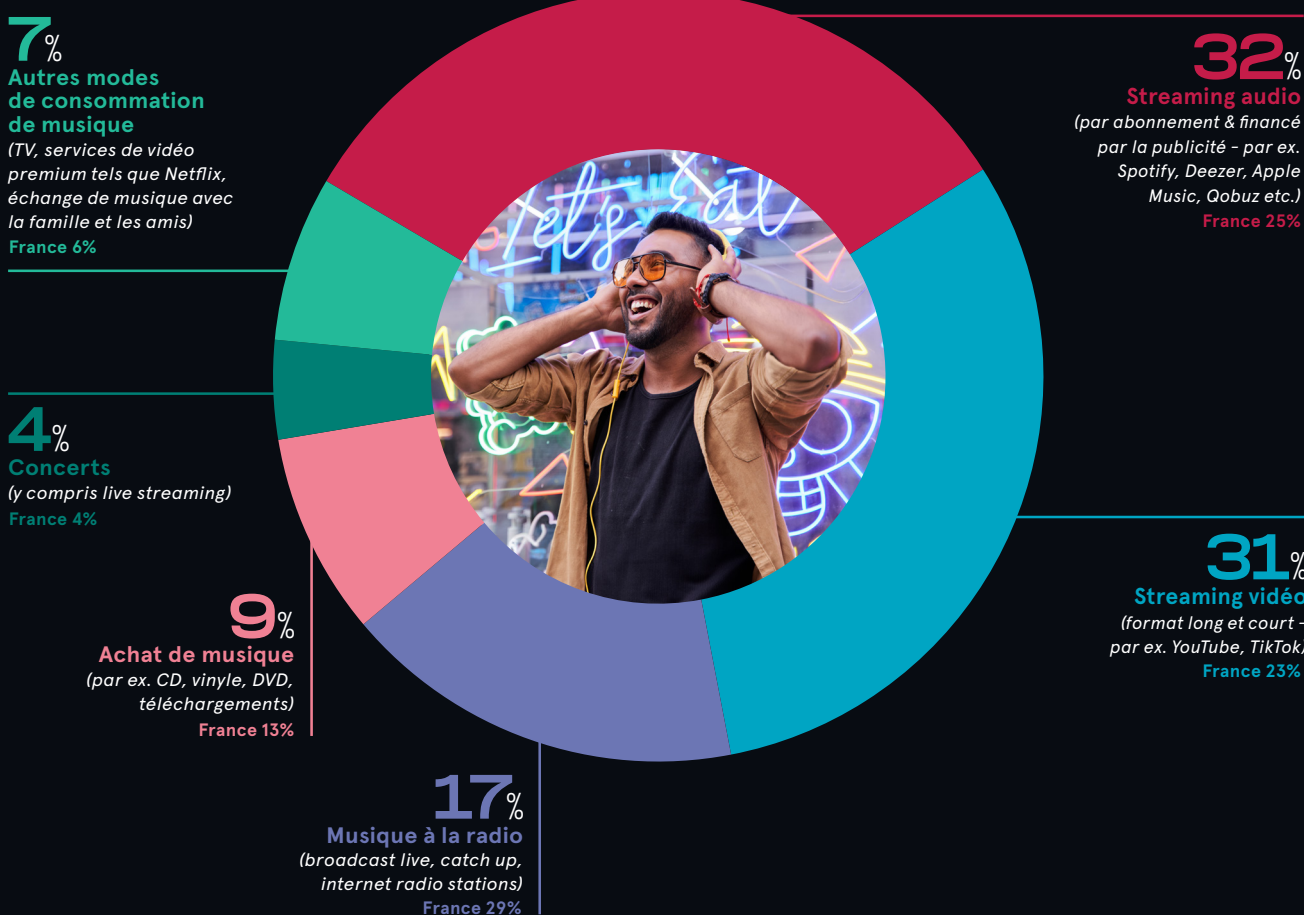 7%
Autres modes
de consommation
de musique
(TV, services de vidéo
premium tels que Netflix,
échange de musique avec
la famille et les amis)
France 6%
32%
Streaming audio
(par abonnement & financé
par la publicité - par ex.
Spotify, Deezer, Apple
Music, Qobuz etc.)
France 25%
Let's Eat
4%
Concerts
(y compris live streaming)
France 4%
31%
Streaming vidéo
(format long et court -
par ex. YouTube, TikTok)
France 23%
9%
Achat de musique
(par ex. CD, vinyle, DVD,
téléchargements)
France 13%
17%
Musique à la radio
(broadcast live, catch up,
internet radio stations)
France 29%